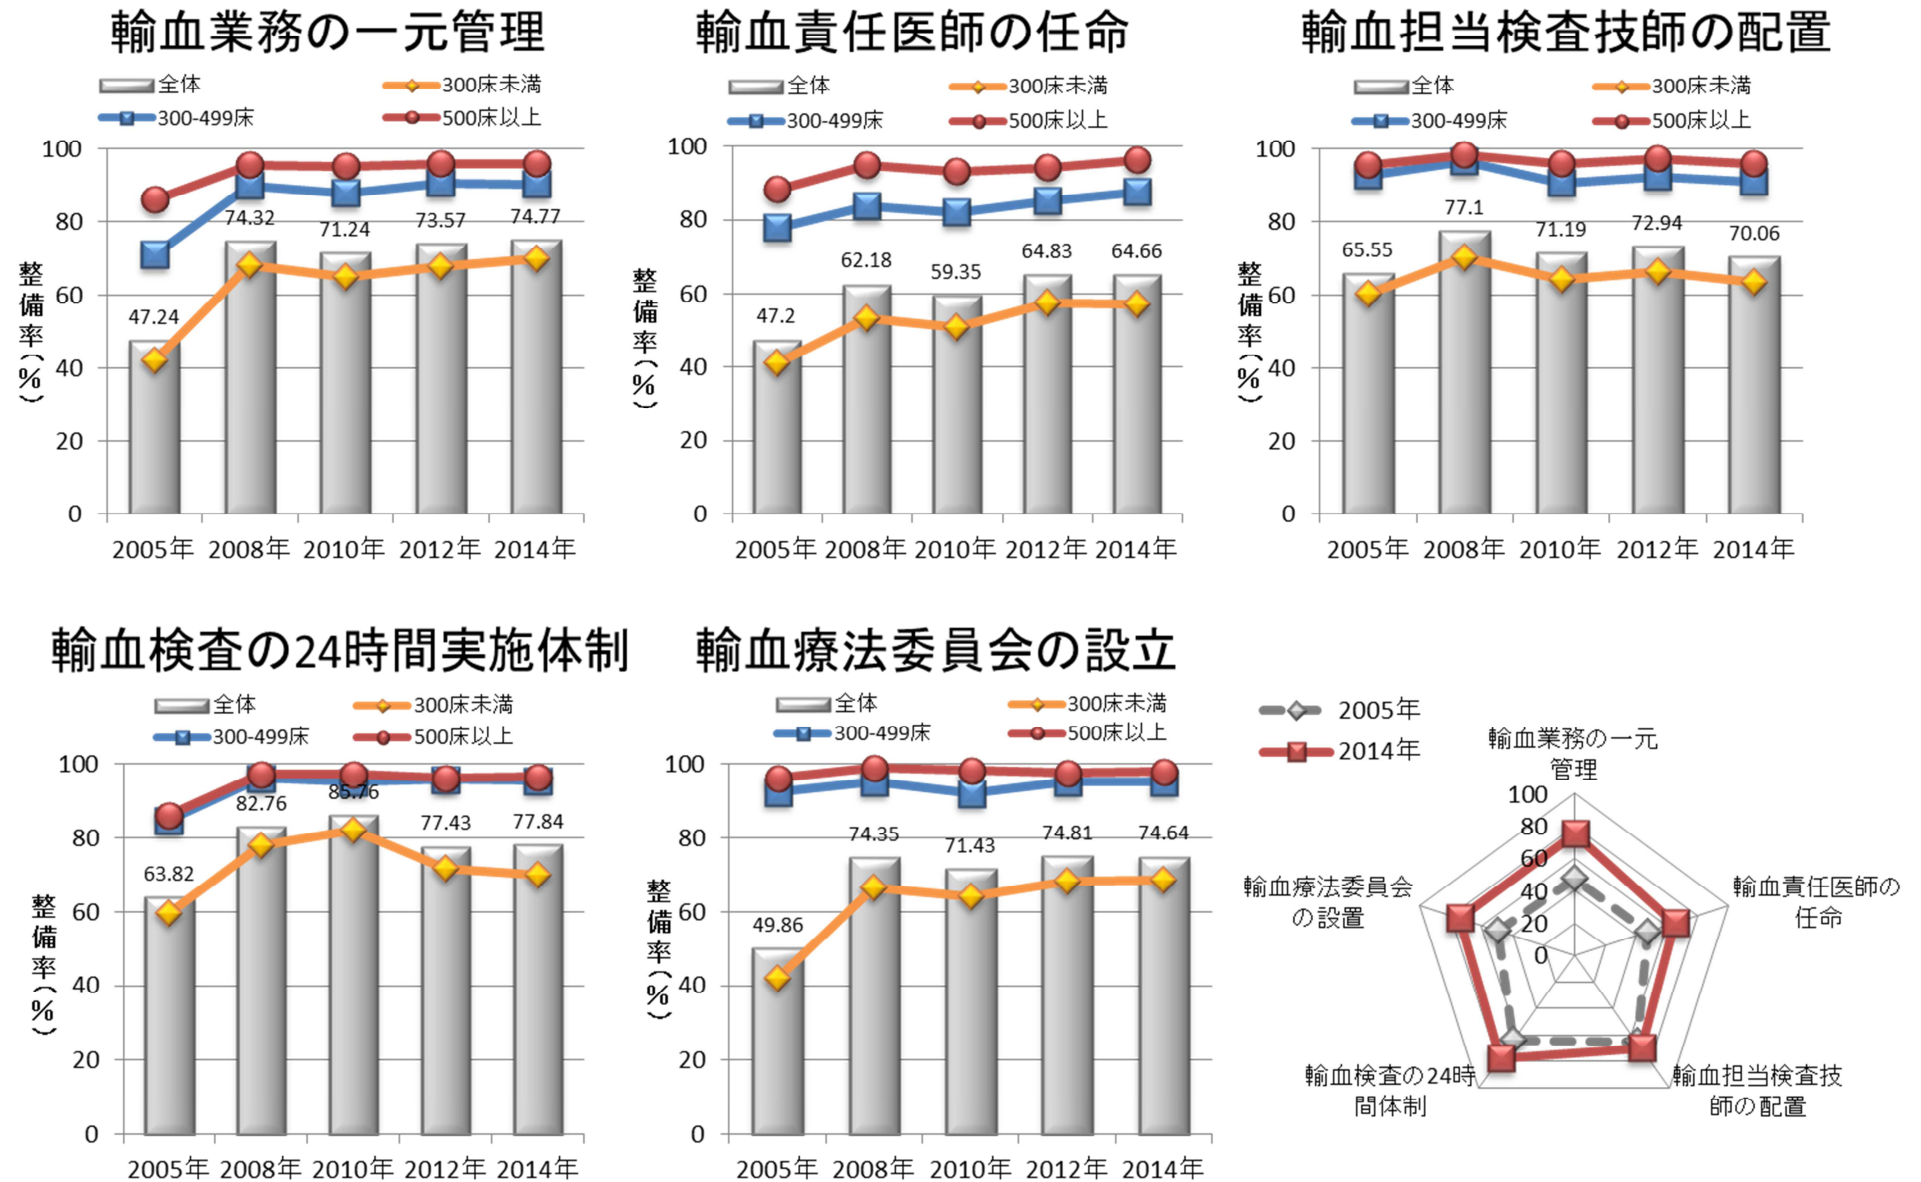 輸血業務の一元管理
全体
300床未満
300-499床
500床以上
整備率(%)
100
80
60
40
20
0
47.24
74.32
71.24
73.57
74.77
2005年 2008年 2010年 2012年 2014年
輸血責任医師の任命
全体
300床未満
300-499床
500床以上
整備率(%)
100
80
60
40
20
0
47.2
62.18
59.35
64.83
64.66
2005年 2008年 2010年 2012年 2014年
輸血担当検査技師の配置
全体
300床未満
300-499床
500床以上
整備率(%)
100
80
60
40
20
0
65.55
77.1
71.19
72.94
70.06
2005年 2008年 2010年 2012年 2014年
輸血検査の24時間実施体制
全体
300床未満
300-499床
500床以上
整備率(%)
100
80
60
40
20
0
63.82
82.76
85.76
77.43
77.84
2005年 2008年 2010年 2012年 2014年
輸血療法委員会の設立
全体
300床未満
300-499床
500床以上
整備率(%)
100
80
60
40
20
0
49.86
74.35
71.43
74.81
74.64
2005年 2008年 2010年 2012年 2014年
2005年
2014年
輸血業務の一元
管理
100
80
60
40
20
0
輸血責任医師の
任命
輸血担当検査技
師の配置
輸血検査の24時
間体制
輸血療法委員会
の設置